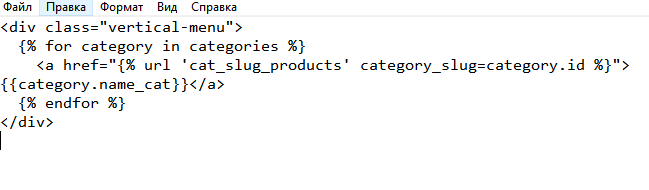 Файл Правка Формат Вид Справка
<div class="vertical-menu">
  {% for category in categories %}
    <a href="{% url 'cat_slug_products' category_slug=category.id %}">
{{category.name_cat}}</a>
  {% endfor %}
</div>